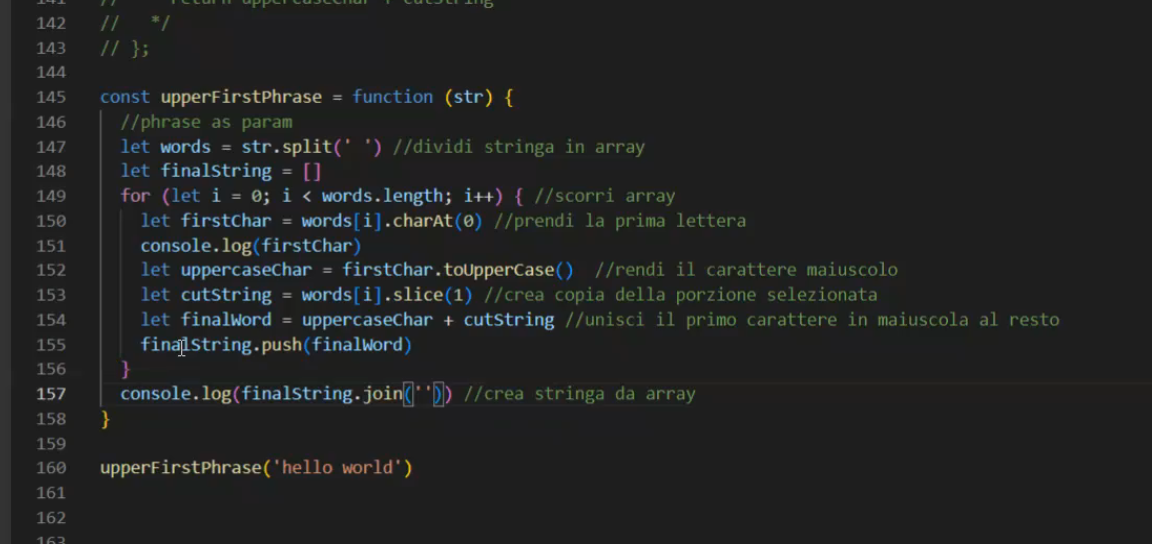 141 // return uppercaseChar + cutString
142 // */
143 // };
144
145 const upperFirstPhrase = function (str) {
146 //phrase as param
147 let words = str.split(' ') //dividi stringa in array
148 let finalString = []
149 for (let i = 0; i < words.length; i++) { //scorri array
150 let firstChar = words[i].charAt(0) //prendi la prima lettera
151 console.log(firstChar)
152 let uppercaseChar = firstChar.toUpperCase() //rendi il carattere maiuscolo
153 let cutString = words[i].slice(1) //crea copia della porzione selezionata
154 let finalWord = uppercaseChar + cutString //unisci il primo carattere in maiuscola al resto
155 finalString.push(finalWord)
156 }
157 console.log(finalString.join('')) //crea stringa da array
158 }
159
160 upperFirstPhrase('hello world')
161
162
163